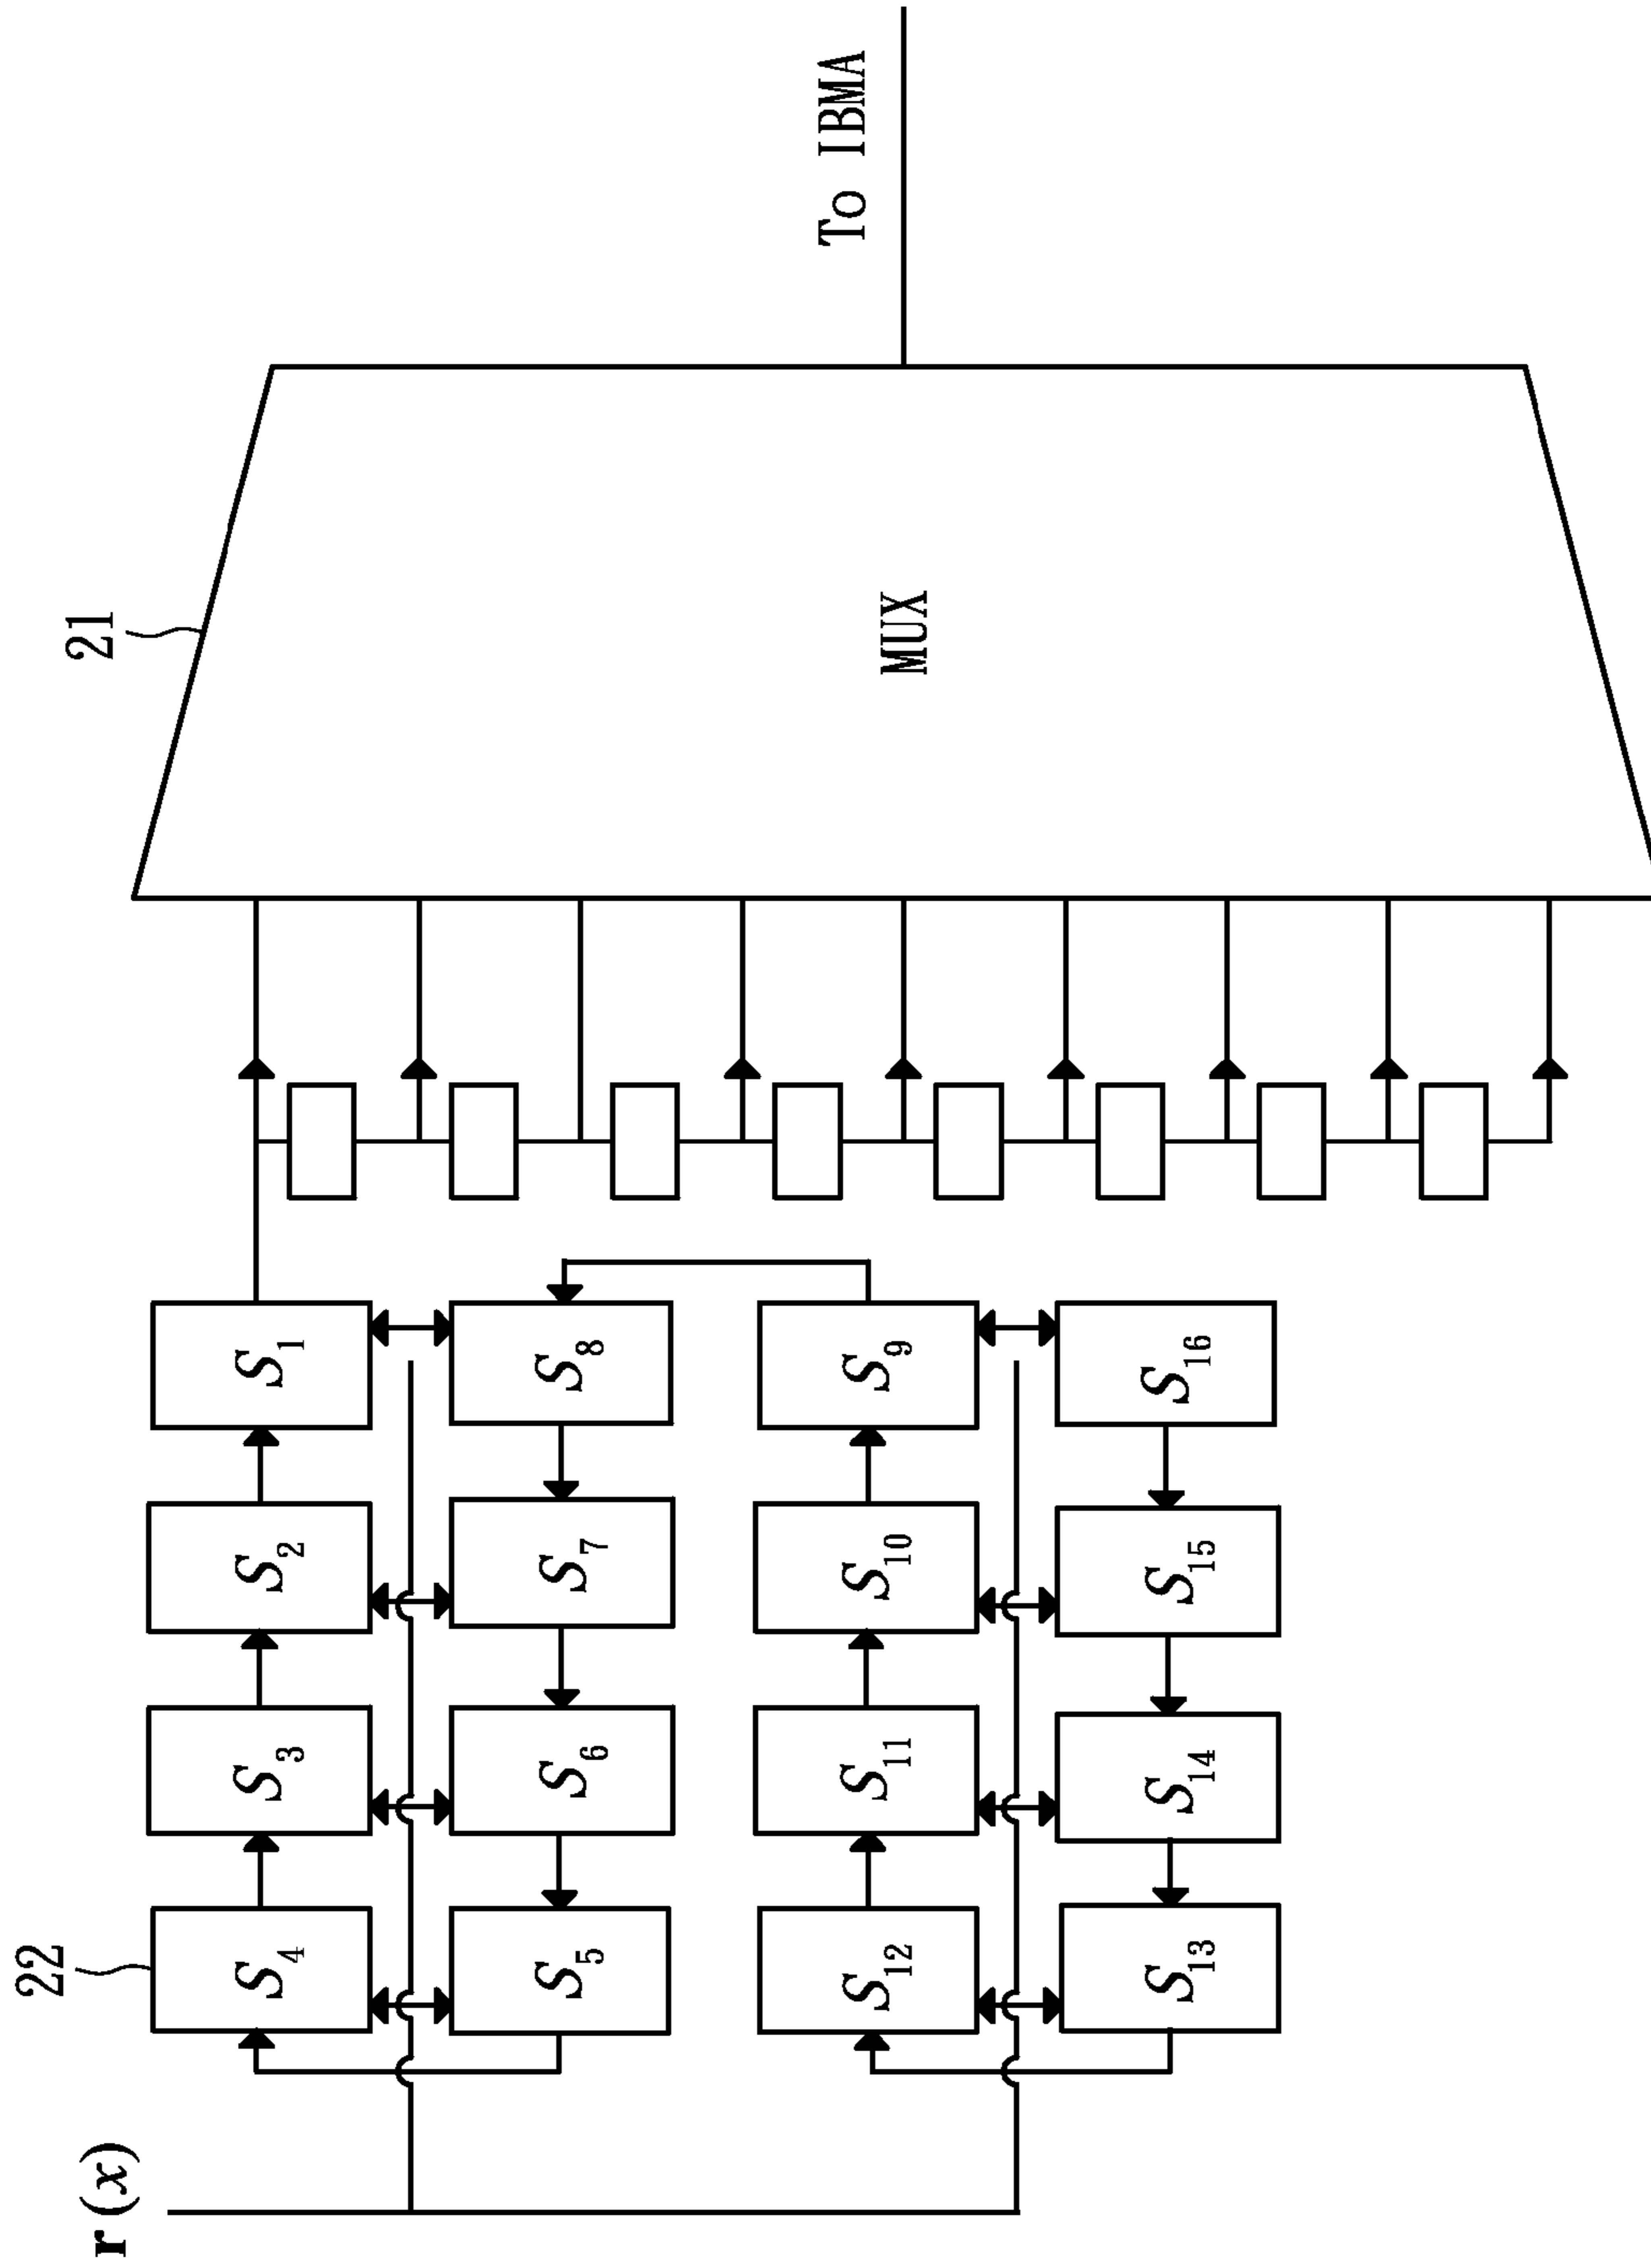 r(x)
22
21
S4
S3
S2
S1
S5
S6
S7
S8
S12
S11
S10
S9
S13
S14
S15
S16
MUX
To IBMA